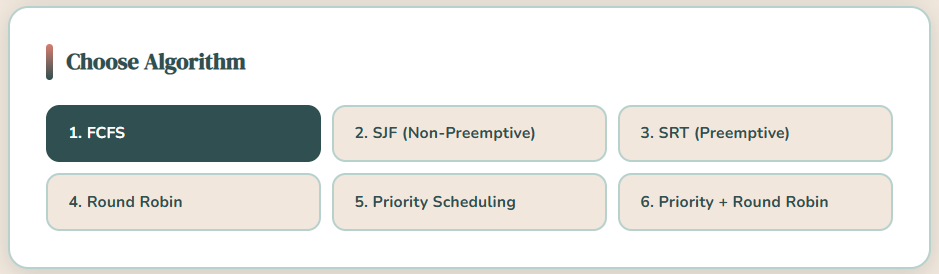 Choose Algorithm
1. FCFS
2. SJF (Non-Preemptive)
3. SRT (Preemptive)
4. Round Robin
5. Priority Scheduling
6. Priority + Round Robin